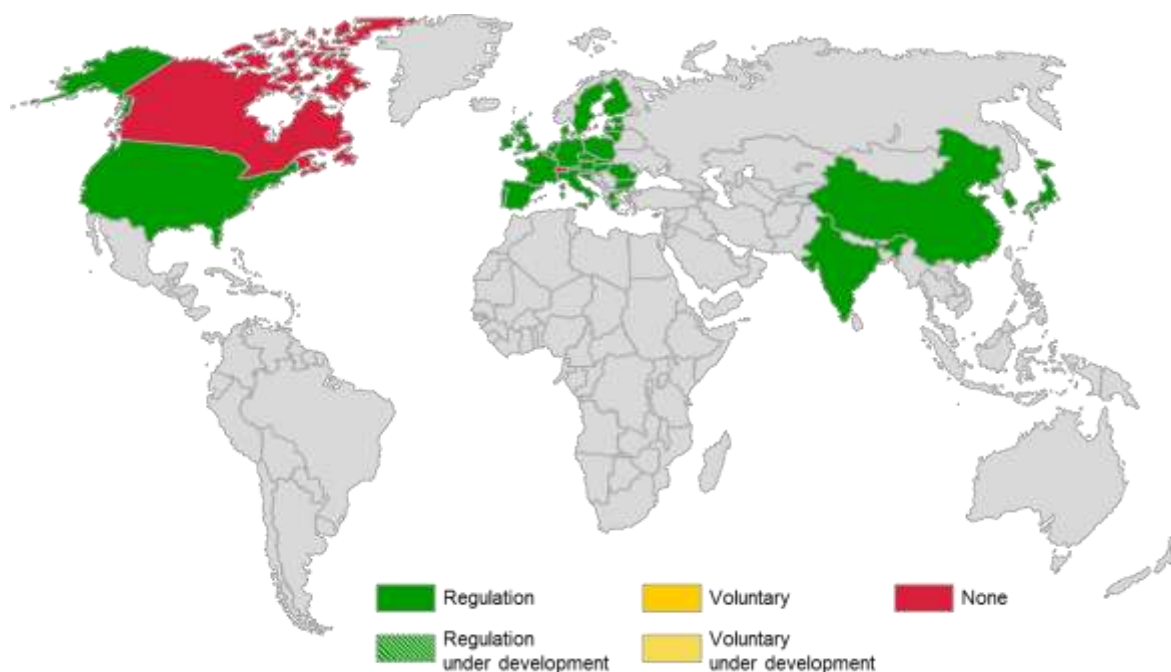 Regulation
Voluntary
None
Regulation
under development
Voluntary
under development